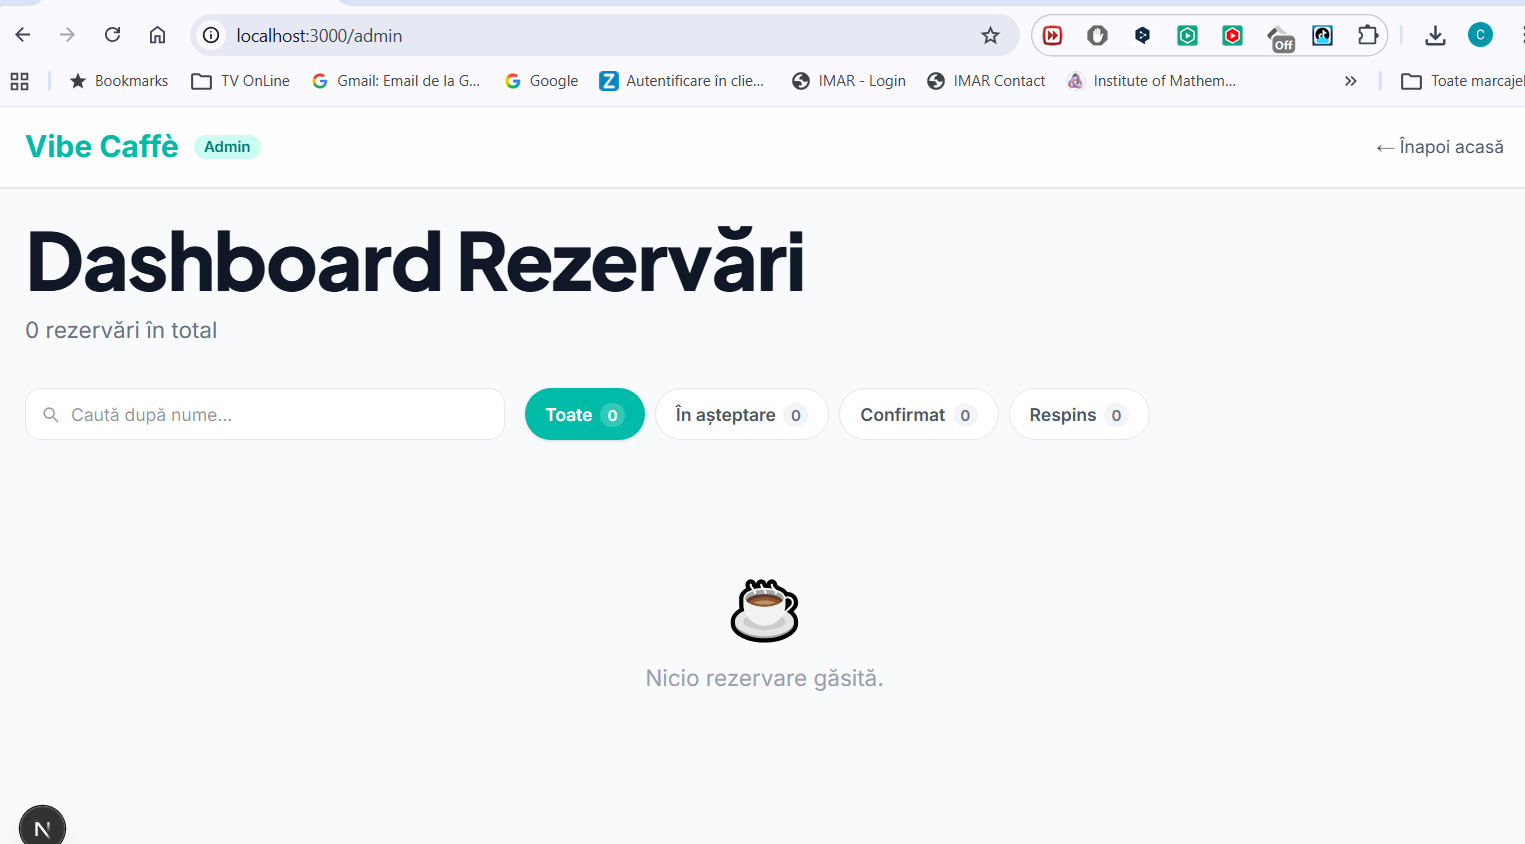 localhost:3000/admin
Off
C
Bookmarks TV OnLine Gmail: Email de la G... Google Z Autentificare în clie... IMAR - Login IMAR Contact Institute of Mathem... » Toate marcajel
Vibe Caffè Admin ← Înapoi acasă
Dashboard Rezervări
0 rezervări în total
Caută după nume... Toate 0 În așteptare 0 Confirmat 0 Respins 0
Nicio rezervare găsită.
N